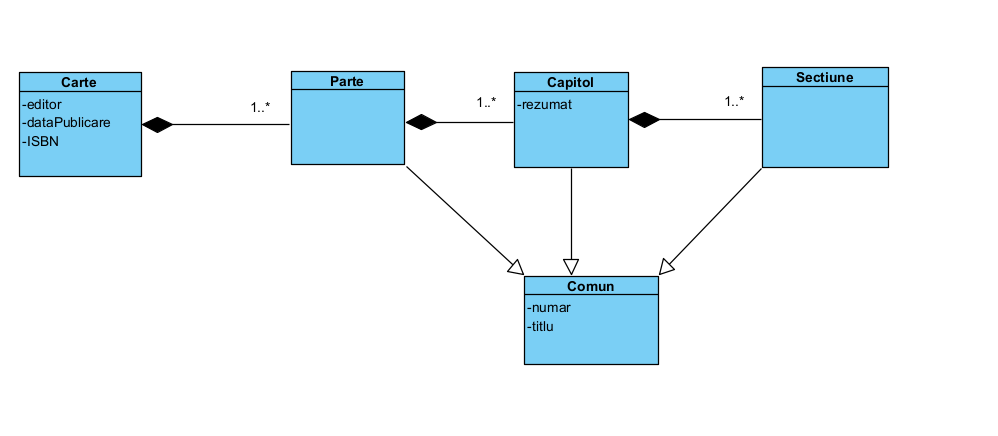 Carte
-editor
-dataPublicare
-ISBN
1..*
Parte
1..*
Capitol
-rezumat
1..*
Sectiune
Comun
-numar
-titlu